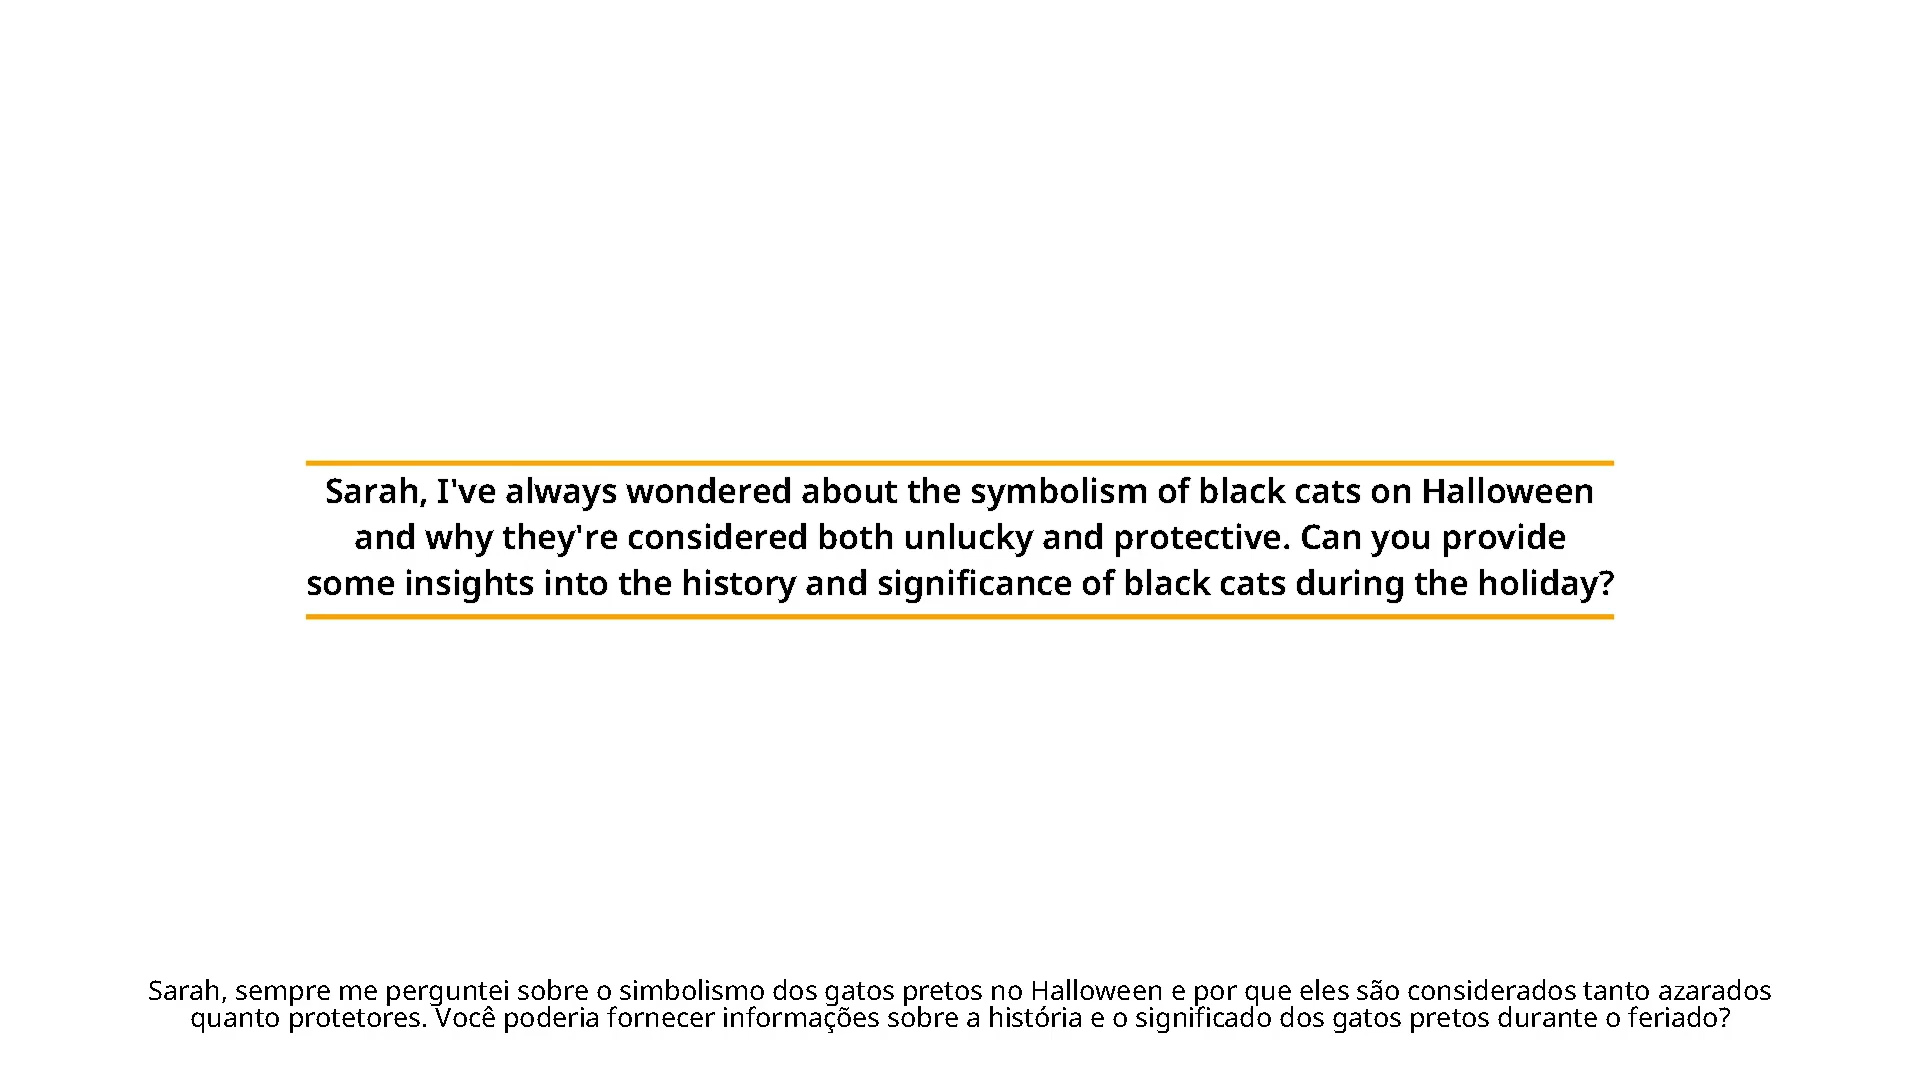 Sarah, I've always wondered about the symbolism of black cats on Halloween
and why they're considered both unlucky and protective. Can you provide
some insights into the history and significance of black cats during the holiday?
Sarah, sempre me perguntei sobre o simbolismo dos gatos pretos no Halloween e por que eles são considerados tanto azarados
quanto protetores. Você poderia fornecer informações sobre a história e o significado dos gatos pretos durante o feriado?